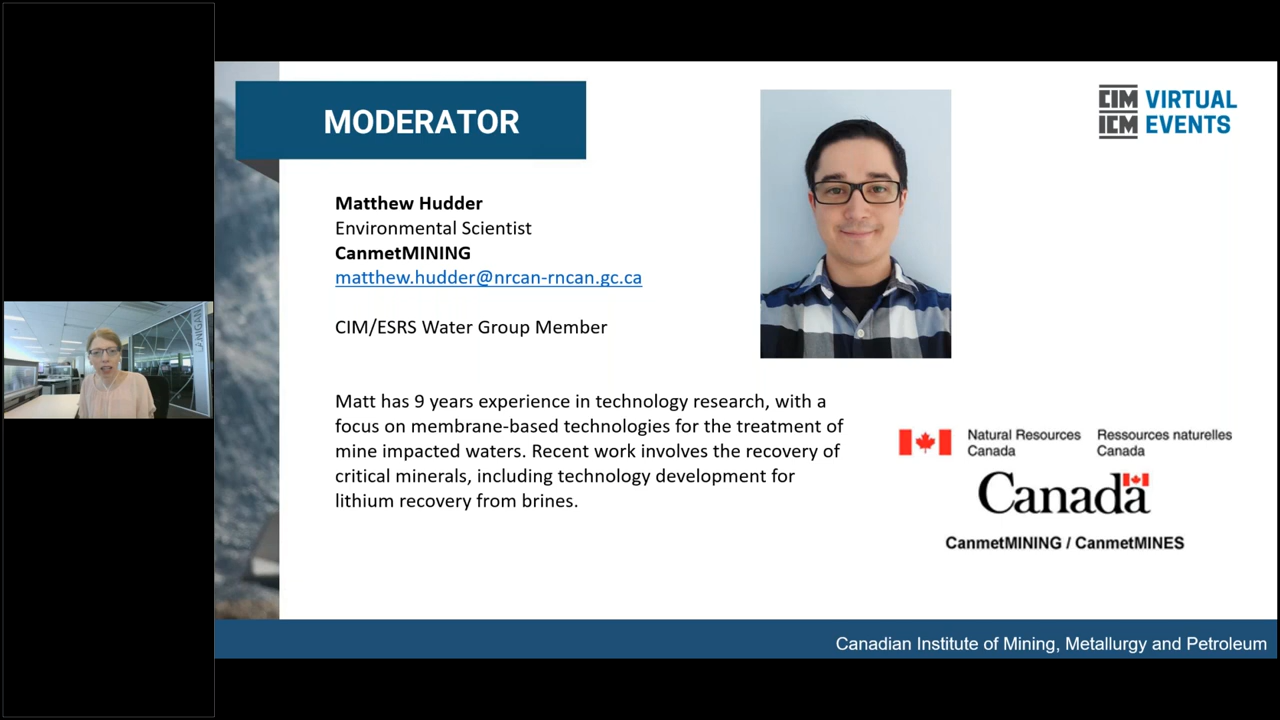 MODERATOR
CIM VIRTUAL
ICM EVENTS
Matthew Hudder
Environmental Scientist
CanmetMINING
matthew.hudder@nrcan-rncan.gc.ca
CIM/ESRS Water Group Member
Matt has 9 years experience in technology research, with a
focus on membrane-based technologies for the treatment of
mine impacted waters. Recent work involves the recovery of
critical minerals, including technology development for
lithium recovery from brines.
Natural Resources Ressources naturelles
Canada Canada
Canada
CanmetMINING / CanmetMINES
Canadian Institute of Mining, Metallurgy and Petroleum